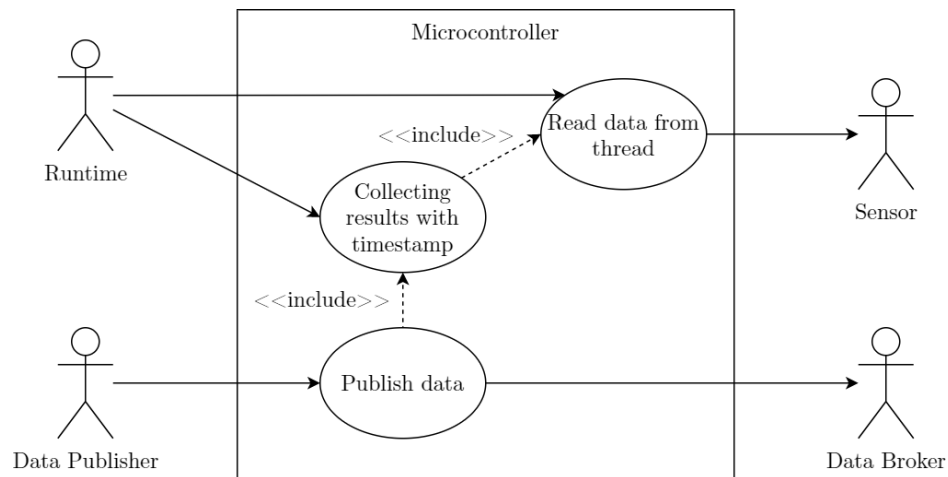 Microcontroller
Runtime
<<include>>
Read data from
thread
Sensor
Collecting
results with
timestamp
<<include>>
Publish data
Data Publisher
Data Broker